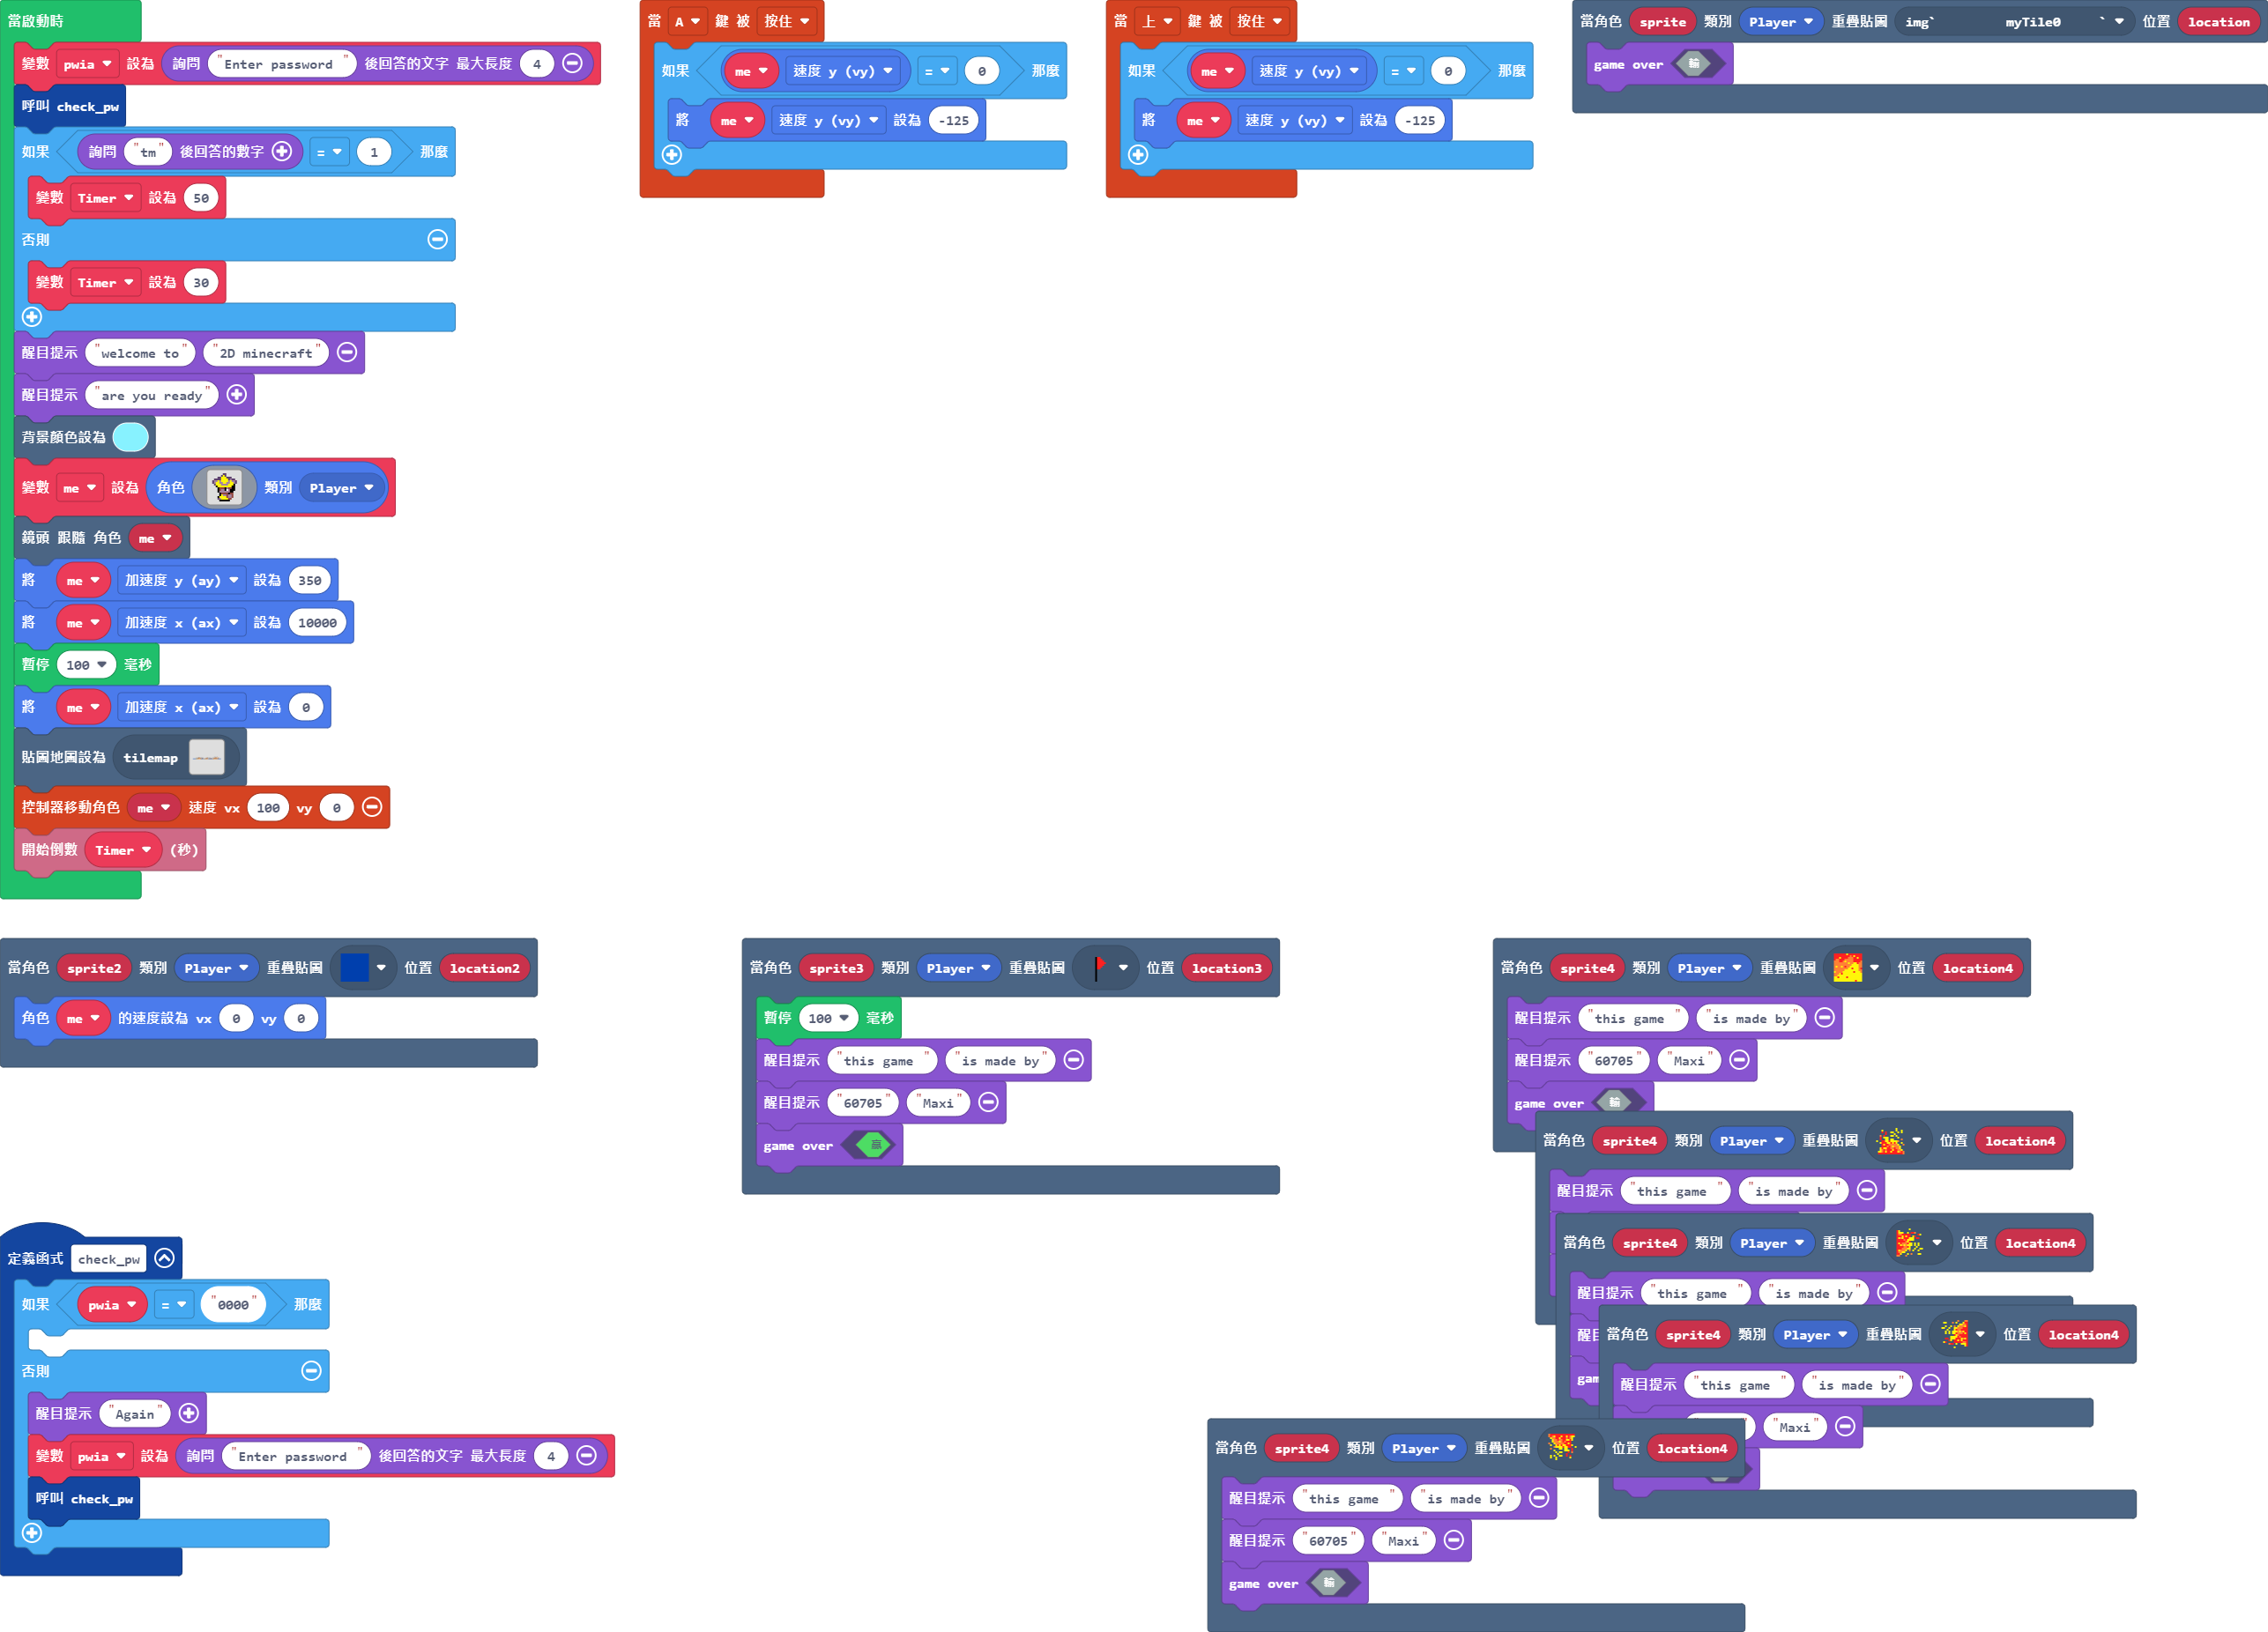 當啟動時
變數 pwia 設為 詢問 "Enter password " 後回答的文字 最大長度 4
呼叫 check_pw
如果 詢問 "tm" 後回答的數字 = 1 那麼
變數 Timer 設為 50
否則
變數 Timer 設為 30
醒目提示 "welcome to" "2D minecraft"
醒目提示 "are you ready "
背景顏色設為
變數 me 設為 角色 類別 Player
鏡頭 跟隨 角色 me
將 me 加速度 y (ay) 設為 350
將 me 加速度 x (ax) 設為 10000
暫停 100 毫秒
將 me 加速度 x (ax) 設為 0
貼圖地圖設為 tilemap
控制器移動角色 me 速度 vx 100 vy 0
開始倒數 Timer (秒)
當 A 鍵 被 按住
如果 me 速度 y (vy) = 0 那麼
將 me 速度 y (vy) 設為 -125
當 上 鍵 被 按住
如果 me 速度 y (vy) = 0 那麼
將 me 速度 y (vy) 設為 -125
當角色 sprite 類別 Player 重疊貼圖 img` myTile0 ` 位置 location
game over 輸
當角色 sprite2 類別 Player 重疊貼圖 位置 location2
角色 me 的速度設為 vx 0 vy 0
當角色 sprite3 類別 Player 重疊貼圖 位置 location3
暫停 100 毫秒
醒目提示 "this game " "is made by"
醒目提示 "60705" "Maxi"
game over 贏
當角色 sprite4 類別 Player 重疊貼圖 位置 location4
醒目提示 "this game " "is made by"
醒目提示 "60705" "Maxi"
game over 輸
當角色 sprite4 類別 Player 重疊貼圖 位置 location4
醒目提示 "this game " "is made by"
當角色 sprite4 類別 Player 重疊貼圖 位置 location4
醒目提示 "this game " "is made by"
當角色 sprite4 類別 Player 重疊貼圖 位置 location4
醒目提示 "this game " "is made by"
"Maxi"
當角色 sprite4 類別 Player 重疊貼圖 位置 location4
醒目提示 "this game " "is made by"
醒目提示 "60705" "Maxi"
game over 輸
定義函式 check_pw
如果 pwia = "0000" 那麼
否則
醒目提示 "Again"
變數 pwia 設為 詢問 "Enter password " 後回答的文字 最大長度 4
呼叫 check_pw